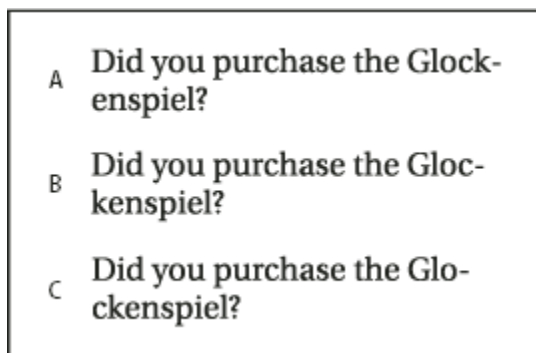 A Did you purchase the Glock-
enspiel?
B Did you purchase the Gloc-
kenspiel?
C Did you purchase the Glo-
ckenspiel?